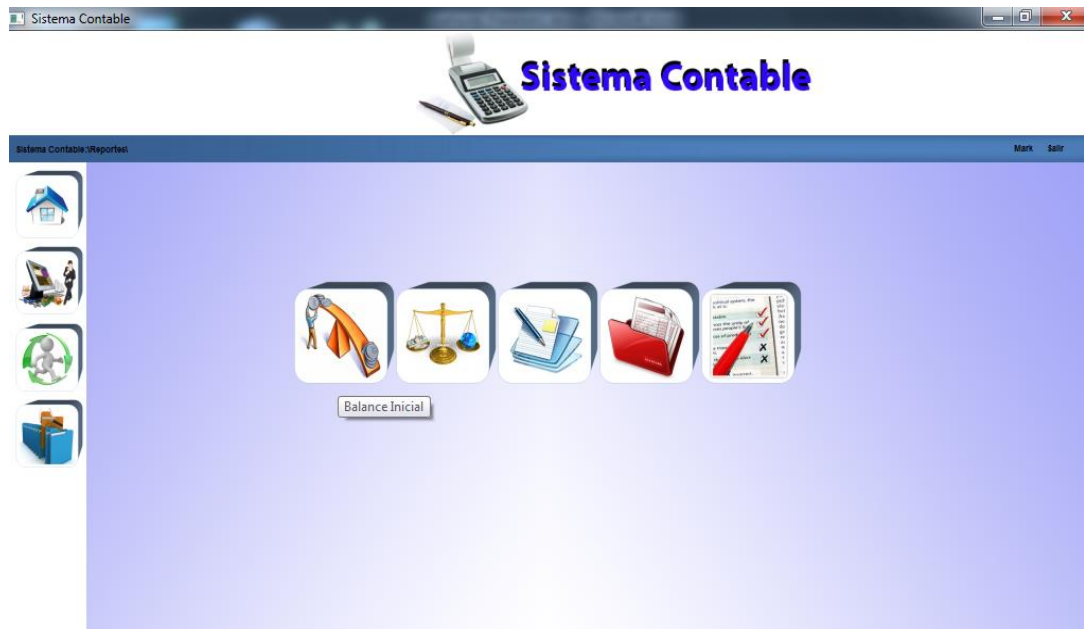 Sistema Contable
Sistema Contable
Sistema Contable:\Reportes\
Mark Salir
Balance Inicial